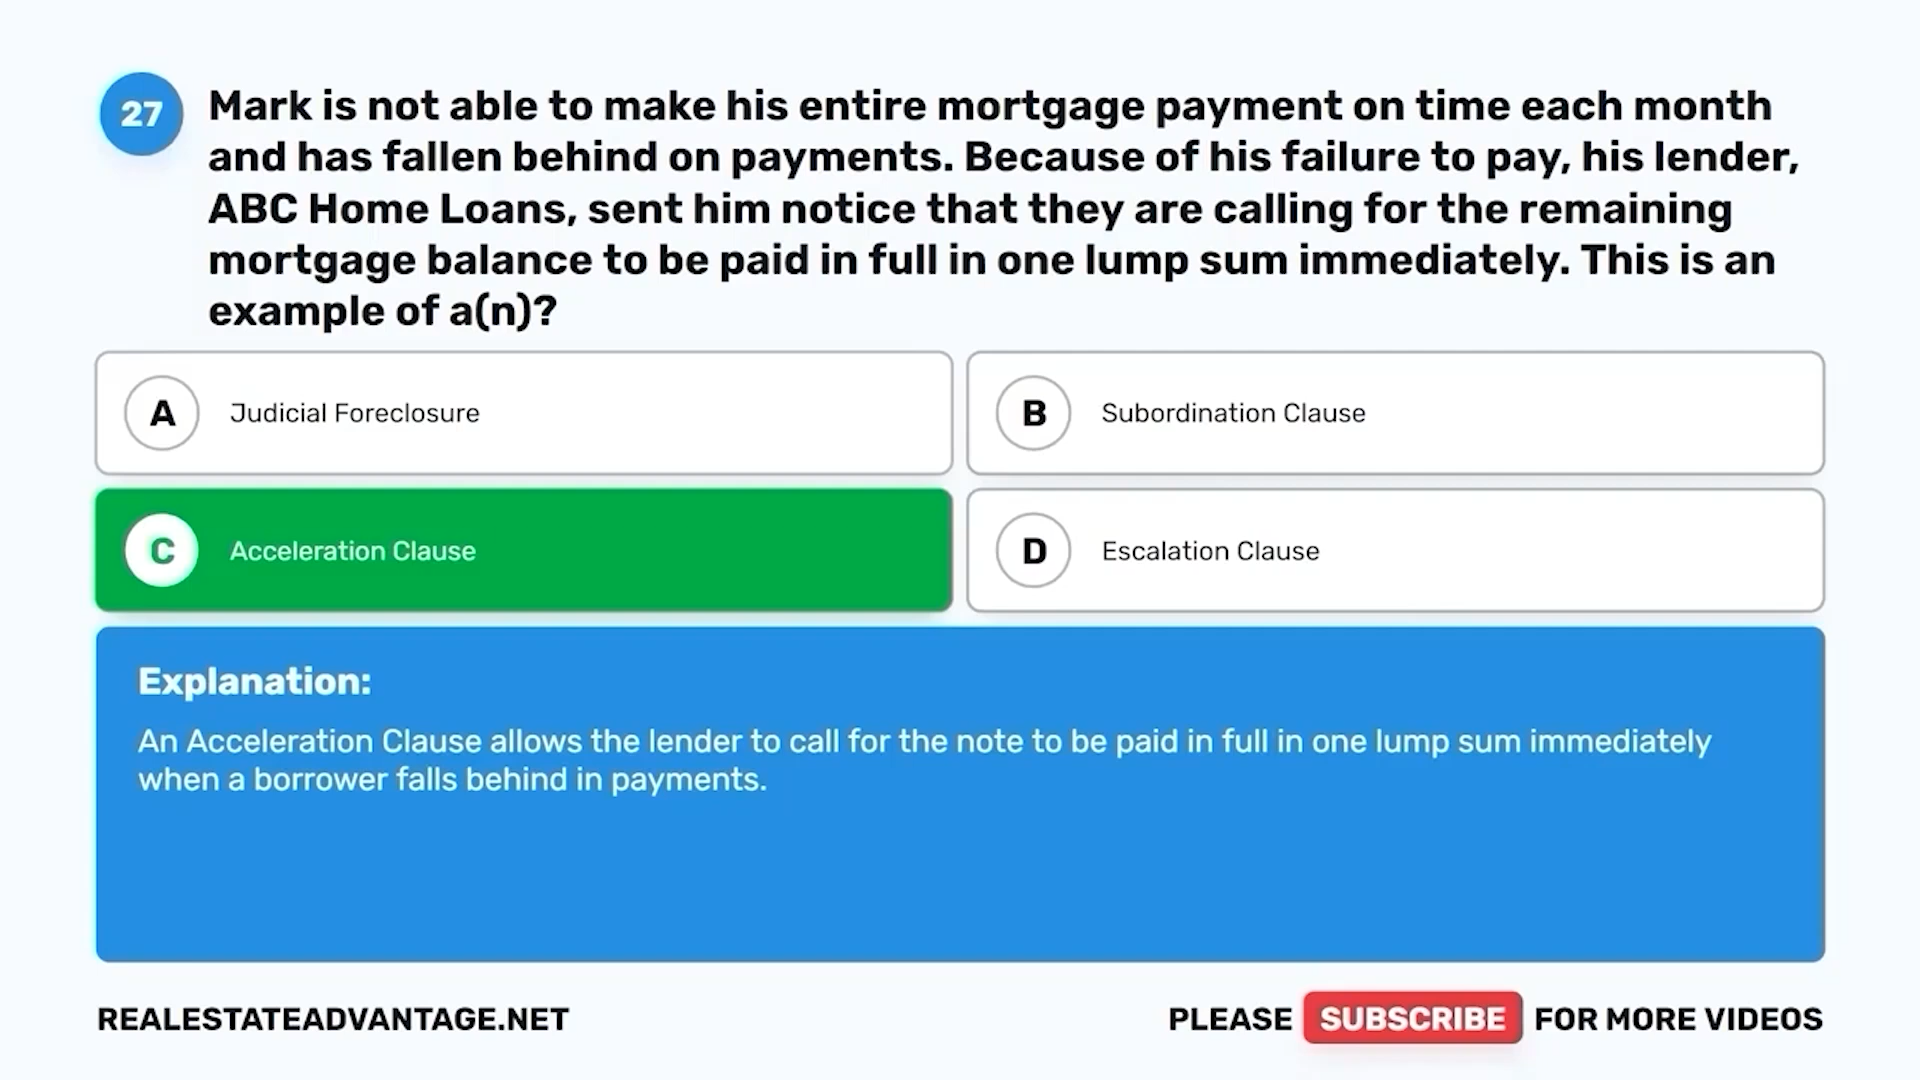 27
Mark is not able to make his entire mortgage payment on time each month
and has fallen behind on payments. Because of his failure to pay, his lender,
ABC Home Loans, sent him notice that they are calling for the remaining
mortgage balance to be paid in full in one lump sum immediately. This is an
example of a(n)?
A Judicial Foreclosure
B Subordination Clause
C Acceleration Clause
D Escalation Clause
Explanation:
An Acceleration Clause allows the lender to call for the note to be paid in full in one lump sum immediately
when a borrower falls behind in payments.
REALESTATEADVANTAGE.NET
PLEASE SUBSCRIBE FOR MORE VIDEOS